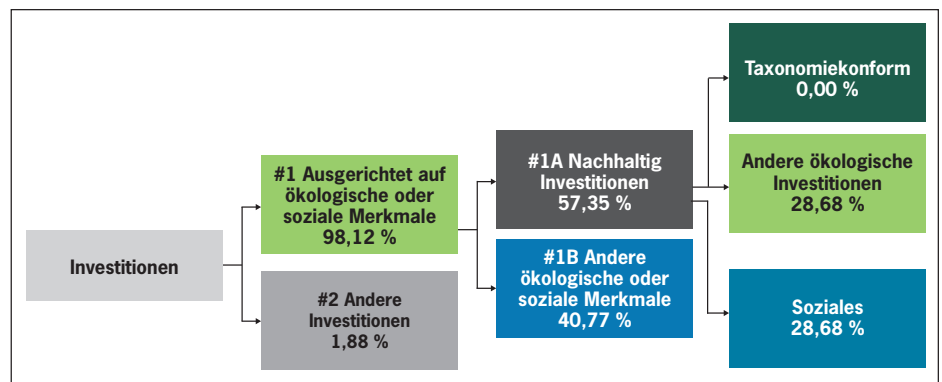 Investitionen
#1 Ausgerichtet auf
ökologische oder
soziale Merkmale
98,12 %
#2 Andere
Investitionen
1,88 %
#1A Nachhaltig
Investitionen
57,35 %
#1B Andere
ökologische oder
soziale Merkmale
40,77 %
Taxonomiekonform
0,00 %
Andere ökologische
Investitionen
28,68 %
Soziales
28,68 %